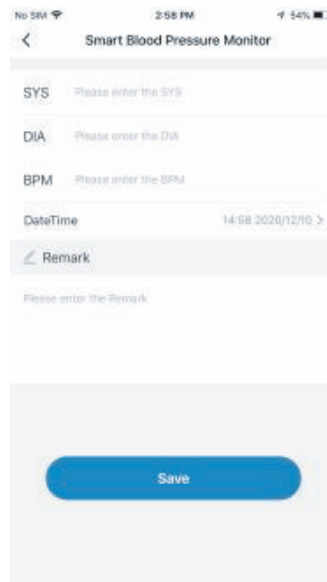 No SIM 2:58 PM 54%
Smart Blood Pressure Monitor
SYS Please enter the SYS
DIA Please enter the DIA
BPM Please enter the BPM
DateTime 14:58 2020/12/10 >
Remark
Please enter the Remark
Save